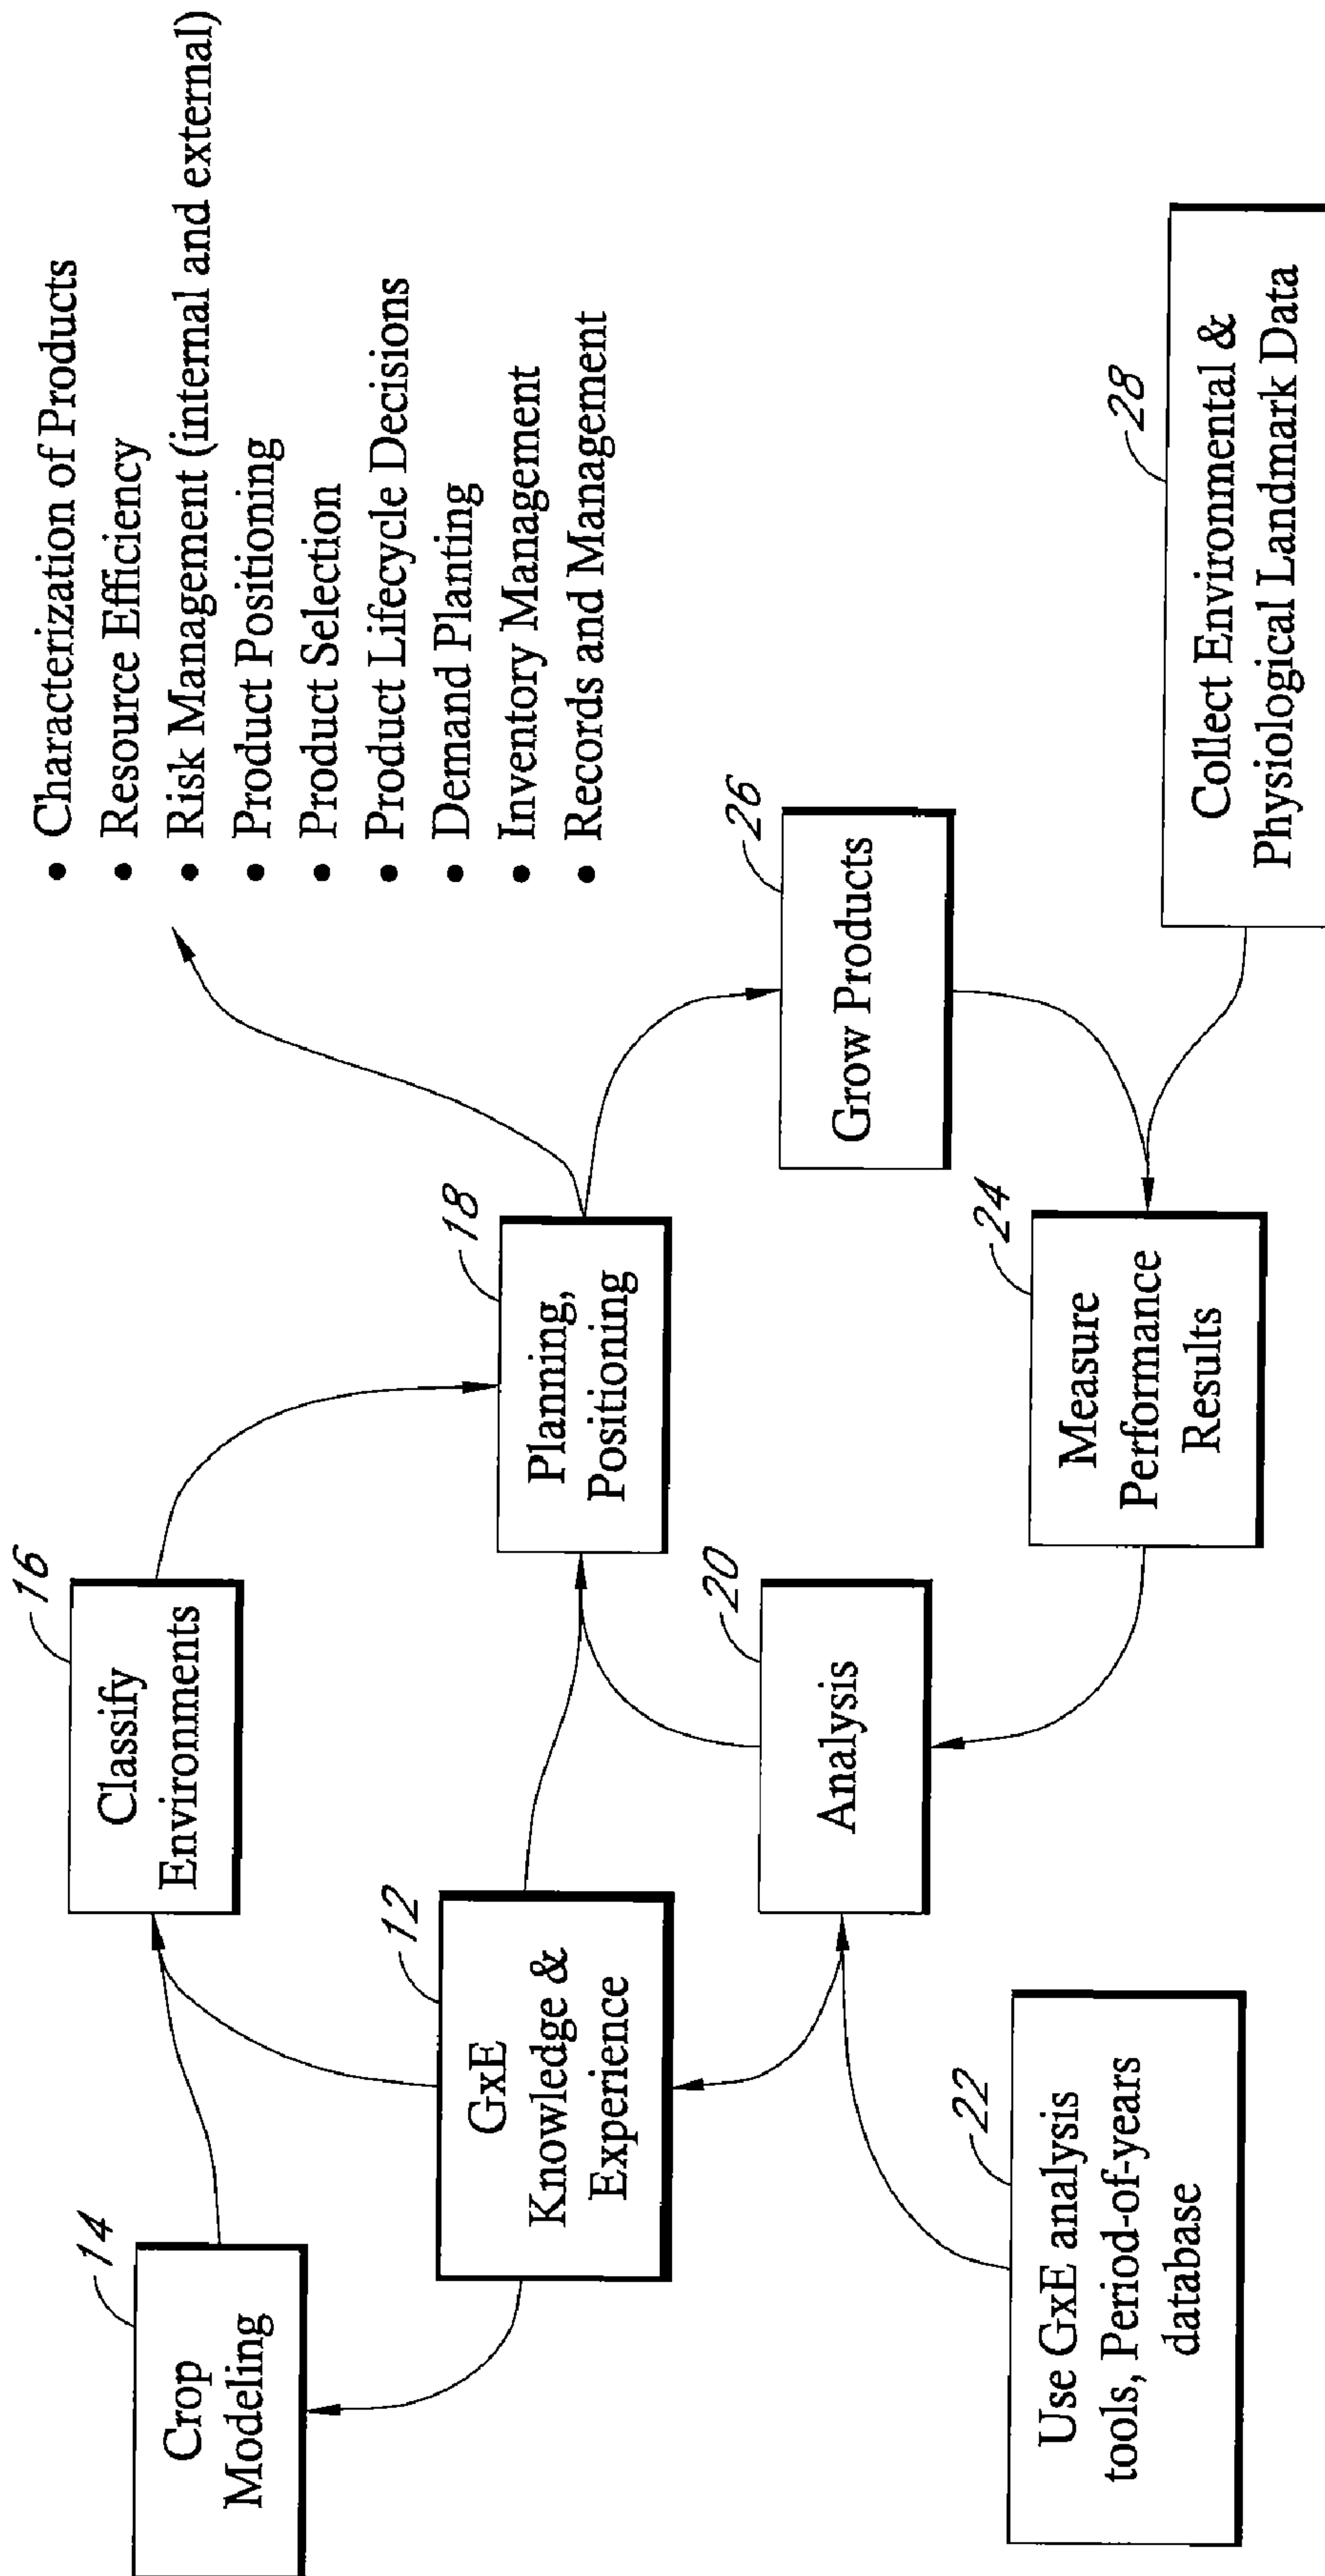 14
Crop
Modeling
16
Classify
Environments
12
GxE
Knowledge &
Experience
18
Planning,
Positioning
• Characterization of Products
• Resource Efficiency
• Risk Management (internal and external)
• Product Positioning
• Product Selection
• Product Lifecycle Decisions
• Demand Planting
• Inventory Management
• Records and Management
20
Analysis
26
Grow Products
22
Use GxE analysis
tools, Period-of-years
database
24
Measure
Performance
Results
28
Collect Environmental &
Physiological Landmark Data